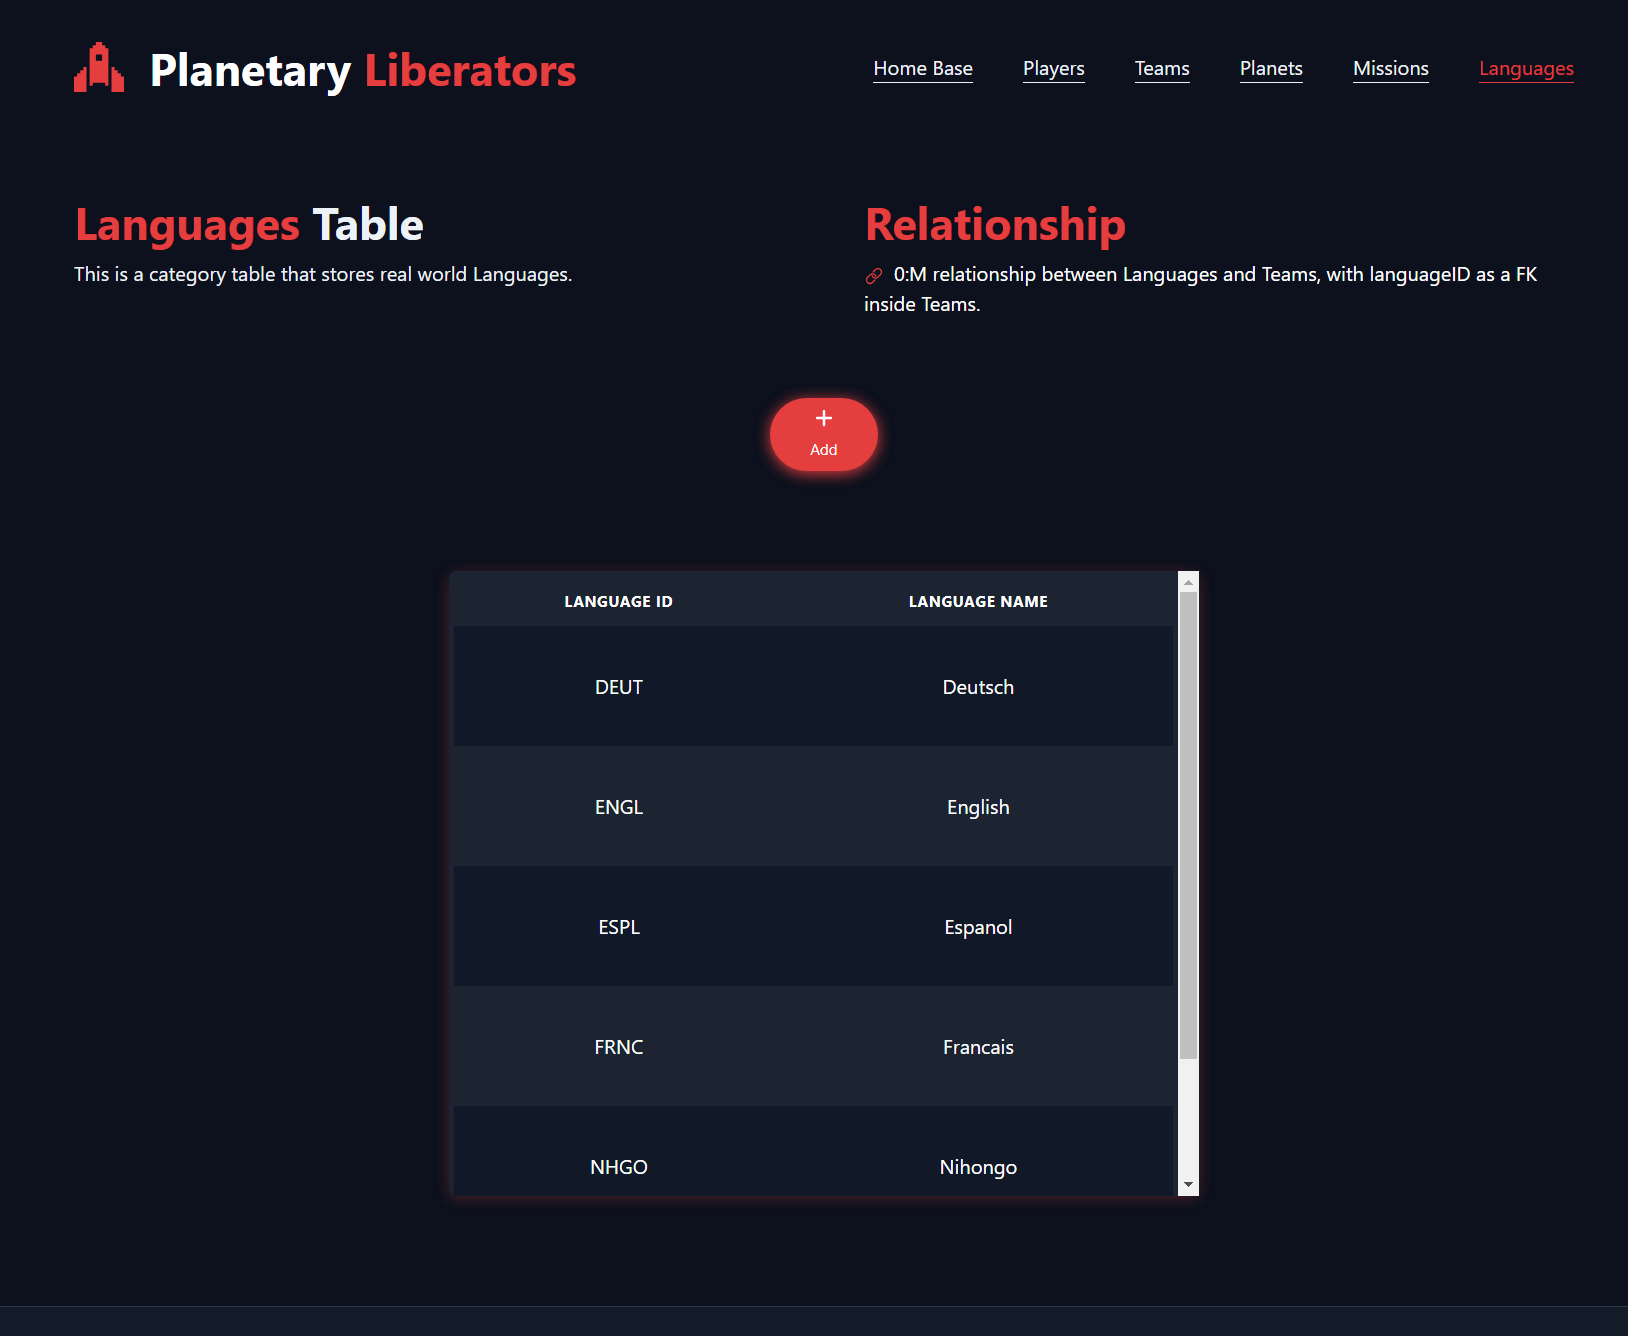 Planetary Liberators
Home Base
Players
Teams
Planets
Missions
Languages
Languages Table
This is a category table that stores real world Languages.
Relationship
0:M relationship between Languages and Teams, with languageID as a FK
inside Teams.
Add
LANGUAGE ID LANGUAGE NAME
DEUT Deutsch
ENGL English
ESPL Espanol
FRNC Francais
NHGO Nihongo